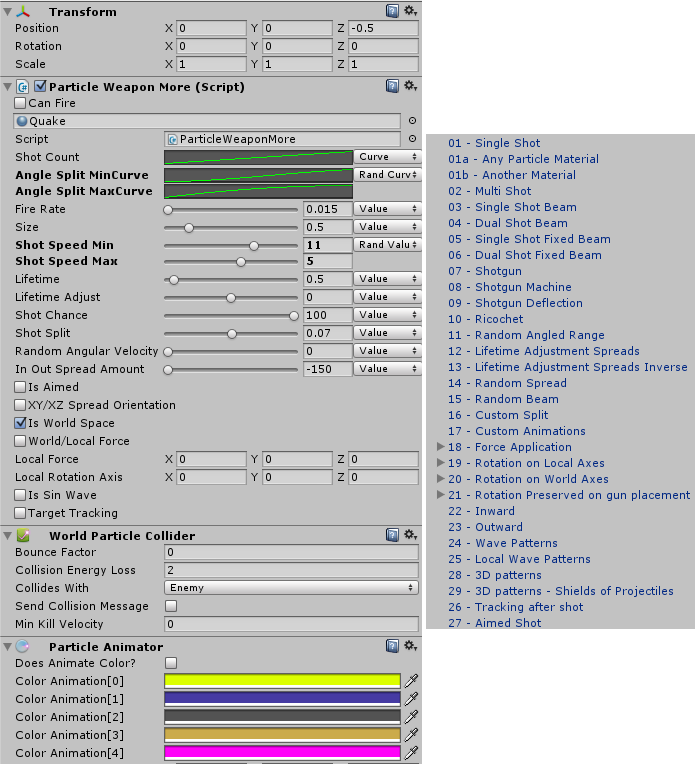 Transform
Position X 0 Y 0 Z -0.5
Rotation X 0 Y 0 Z 0
Scale X 1 Y 1 Z 1
Particle Weapon More (Script)
Can Fire
Quake
Script ParticleWeaponMore
Shot Count Curve
Angle Split MinCurve Rand Curv
Angle Split MaxCurve
Fire Rate 0.015 Value
Size 0.5 Value
Shot Speed Min 11 Rand Valu
Shot Speed Max 5
Lifetime 0.5 Value
Lifetime Adjust 0 Value
Shot Chance 100 Value
Shot Split 0.07 Value
Random Angular Velocity 0 Value
In Out Spread Amount -150 Value
Is Aimed
XY/XZ Spread Orientation
Is World Space
World/Local Force
Local Force X 0 Y 0 Z 0
Local Rotation Axis X 0 Y 0 Z 0
Is Sin Wave
Target Tracking
World Particle Collider
Bounce Factor 0
Collision Energy Loss 2
Collides With Enemy
Send Collision Message
Min Kill Velocity 0
Particle Animator
Does Animate Color?
Color Animation[0]
Color Animation[1]
Color Animation[2]
Color Animation[3]
Color Animation[4]
01 - Single Shot
01a - Any Particle Material
01b - Another Material
02 - Multi Shot
03 - Single Shot Beam
04 - Dual Shot Beam
05 - Single Shot Fixed Beam
06 - Dual Shot Fixed Beam
07 - Shotgun
08 - Shotgun Machine
09 - Shotgun Deflection
10 - Ricochet
11 - Random Angled Range
12 - Lifetime Adjustment Spreads
13 - Lifetime Adjustment Spreads Inverse
14 - Random Spread
15 - Random Beam
16 - Custom Split
17 - Custom Animations
18 - Force Application
19 - Rotation on Local Axes
20 - Rotation on World Axes
21 - Rotation Preserved on gun placement
22 - Inward
23 - Outward
24 - Wave Patterns
25 - Local Wave Patterns
28 - 3D patterns
29 - 3D patterns - Shields of Projectiles
26 - Tracking after shot
27 - Aimed Shot